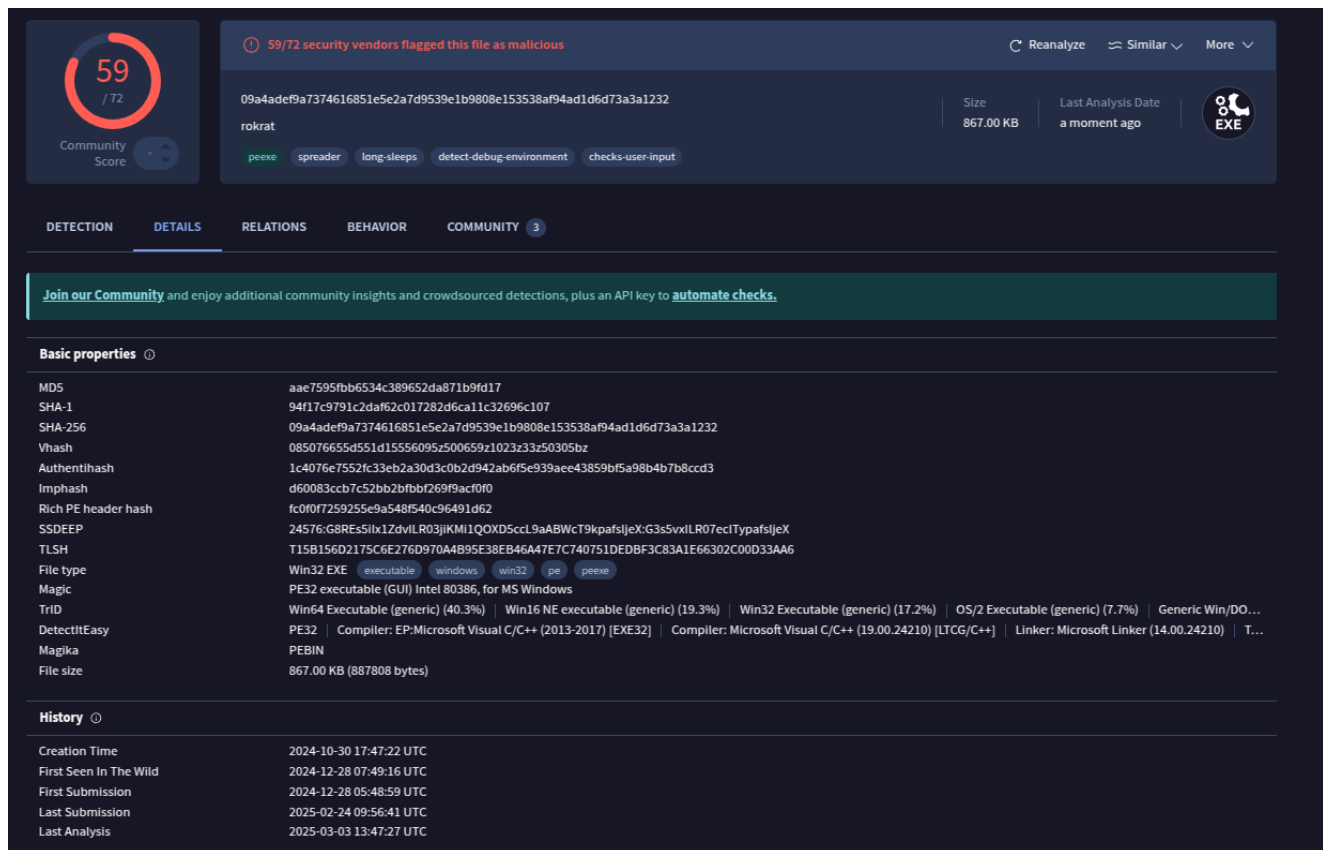 59
/ 72
Community
Score
59/72 security vendors flagged this file as malicious
Reanalyze
Similar
More
09a4adef9a7374616851e5e2a7d9539e1b9808e153538af94ad1d6d73a3a1232
rokrat
peexe spreader long-sleeps detect-debug-environment checks-user-input
Size
867.00 KB
Last Analysis Date
a moment ago
EXE
DETECTION DETAILS RELATIONS BEHAVIOR COMMUNITY 3
Join our Community and enjoy additional community insights and crowdsourced detections, plus an API key to automate checks.
Basic properties
MD5 aae7595fbb6534c389652da871b9fd17
SHA-1 94f17c9791c2daf62c017282d6ca11c32696c107
SHA-256 09a4adef9a7374616851e5e2a7d9539e1b9808e153538af94ad1d6d73a3a1232
Vhash 085076655d551d15556095z500659z1023z33z50305bz
Authentihash 1c4076e7552fc33eb2a30d3c0b2d942ab6f5e939aee43859bf5a98b4b7b8ccd3
Imphash d60083ccb7c52bb2bfbbf269f9acf0f0
Rich PE header hash fc0f0f7259255e9a548f540c96491d62
SSDEEP 24576:G8REs5iIx1ZdvILR03jiKMi1QOXD5ccL9aABWcT9kpafsIjeX:G3s5vxILR07ecITypafsIjeX
TLSH T15B156D2175C6E276D970A4B95E38EB46A47E7C740751DEDBF3C83A1E66302C00D33AA6
File type Win32 EXE executable windows win32 pe peexe
Magic PE32 executable (GUI) Intel 80386, for MS Windows
TrID Win64 Executable (generic) (40.3%) | Win16 NE executable (generic) (19.3%) | Win32 Executable (generic) (17.2%) | OS/2 Executable (generic) (7.7%) | Generic Win/DO...
DetectItEasy PE32 | Compiler: EP:Microsoft Visual C/C++ (2013-2017) [EXE32] | Compiler: Microsoft Visual C/C++ (19.00.24210) [LTCG/C++] | Linker: Microsoft Linker (14.00.24210) | T...
Magika PEBIN
File size 867.00 KB (887808 bytes)
History
Creation Time 2024-10-30 17:47:22 UTC
First Seen In The Wild 2024-12-28 07:49:16 UTC
First Submission 2024-12-28 05:48:59 UTC
Last Submission 2025-02-24 09:56:41 UTC
Last Analysis 2025-03-03 13:47:27 UTC